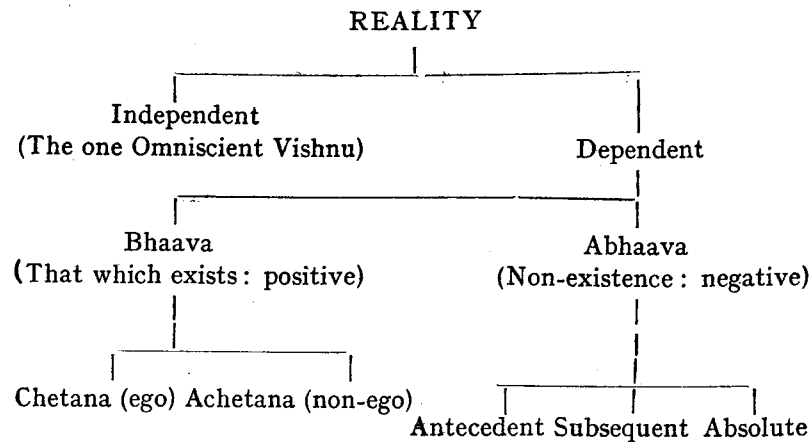 REALITY
Independent
(The one Omniscient Vishnu)
Dependent
Bhaava
(That which exists: positive)
Abhaava
(Non-existence: negative)
Chetana (ego) Achetana (non-ego)
Antecedent Subsequent Absolute